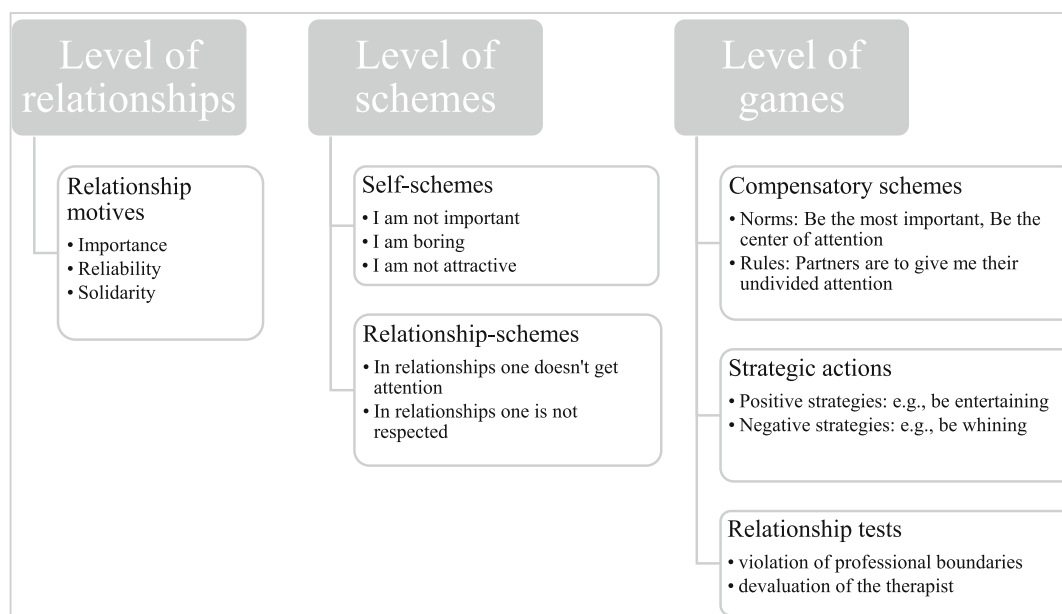 Level of
relationships
Relationship
motives
• Importance
• Reliability
• Solidarity
Level of
schemes
Self-schemes
• I am not important
• I am boring
• I am not attractive
Relationship-schemes
• In relationships one doesn't get
attention
• In relationships one is not
respected
Level of
games
Compensatory schemes
• Norms: Be the most important, Be the
center of attention
• Rules: Partners are to give me their
undivided attention
Strategic actions
• Positive strategies: e.g., be entertaining
• Negative strategies: e.g., be whining
Relationship tests
• violation of professional boundaries
• devaluation of the therapist